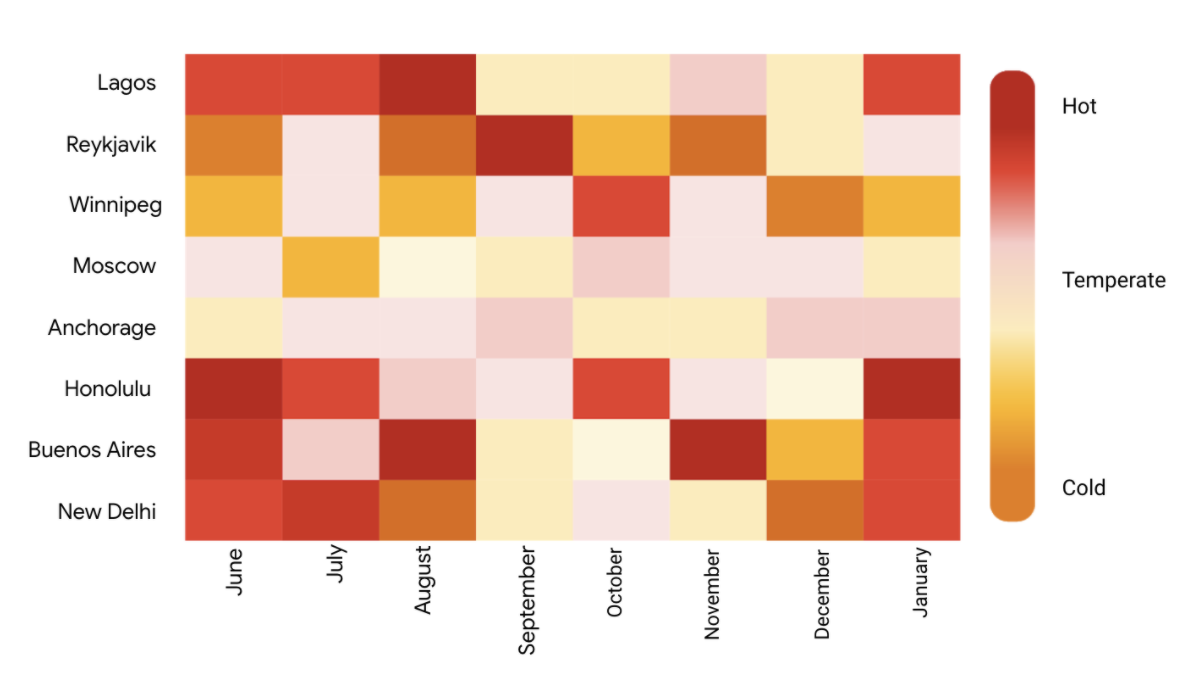 Lagos
Reykjavik
Winnipeg
Moscow
Anchorage
Honolulu
Buenos Aires
New Delhi
June
July
August
September
October
November
December
January
Hot
Temperate
Cold